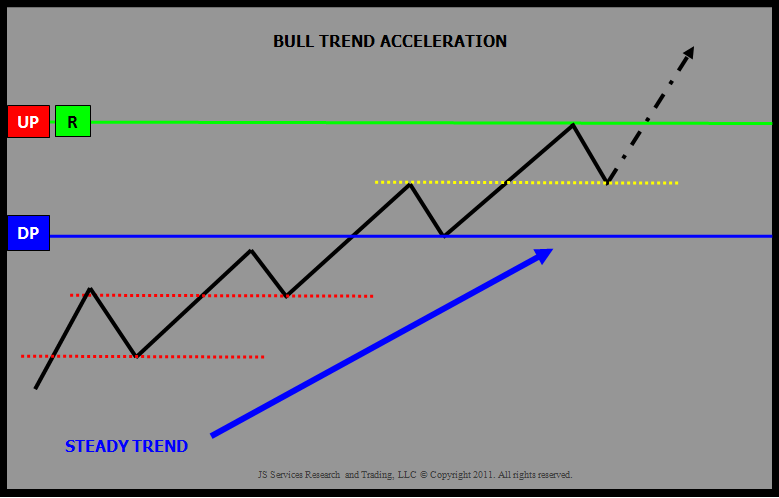 BULL TREND ACCELERATION
UP R
DP
STEADY TREND
JS Services Research and Trading, LLC © Copyright 2011. All rights reserved.